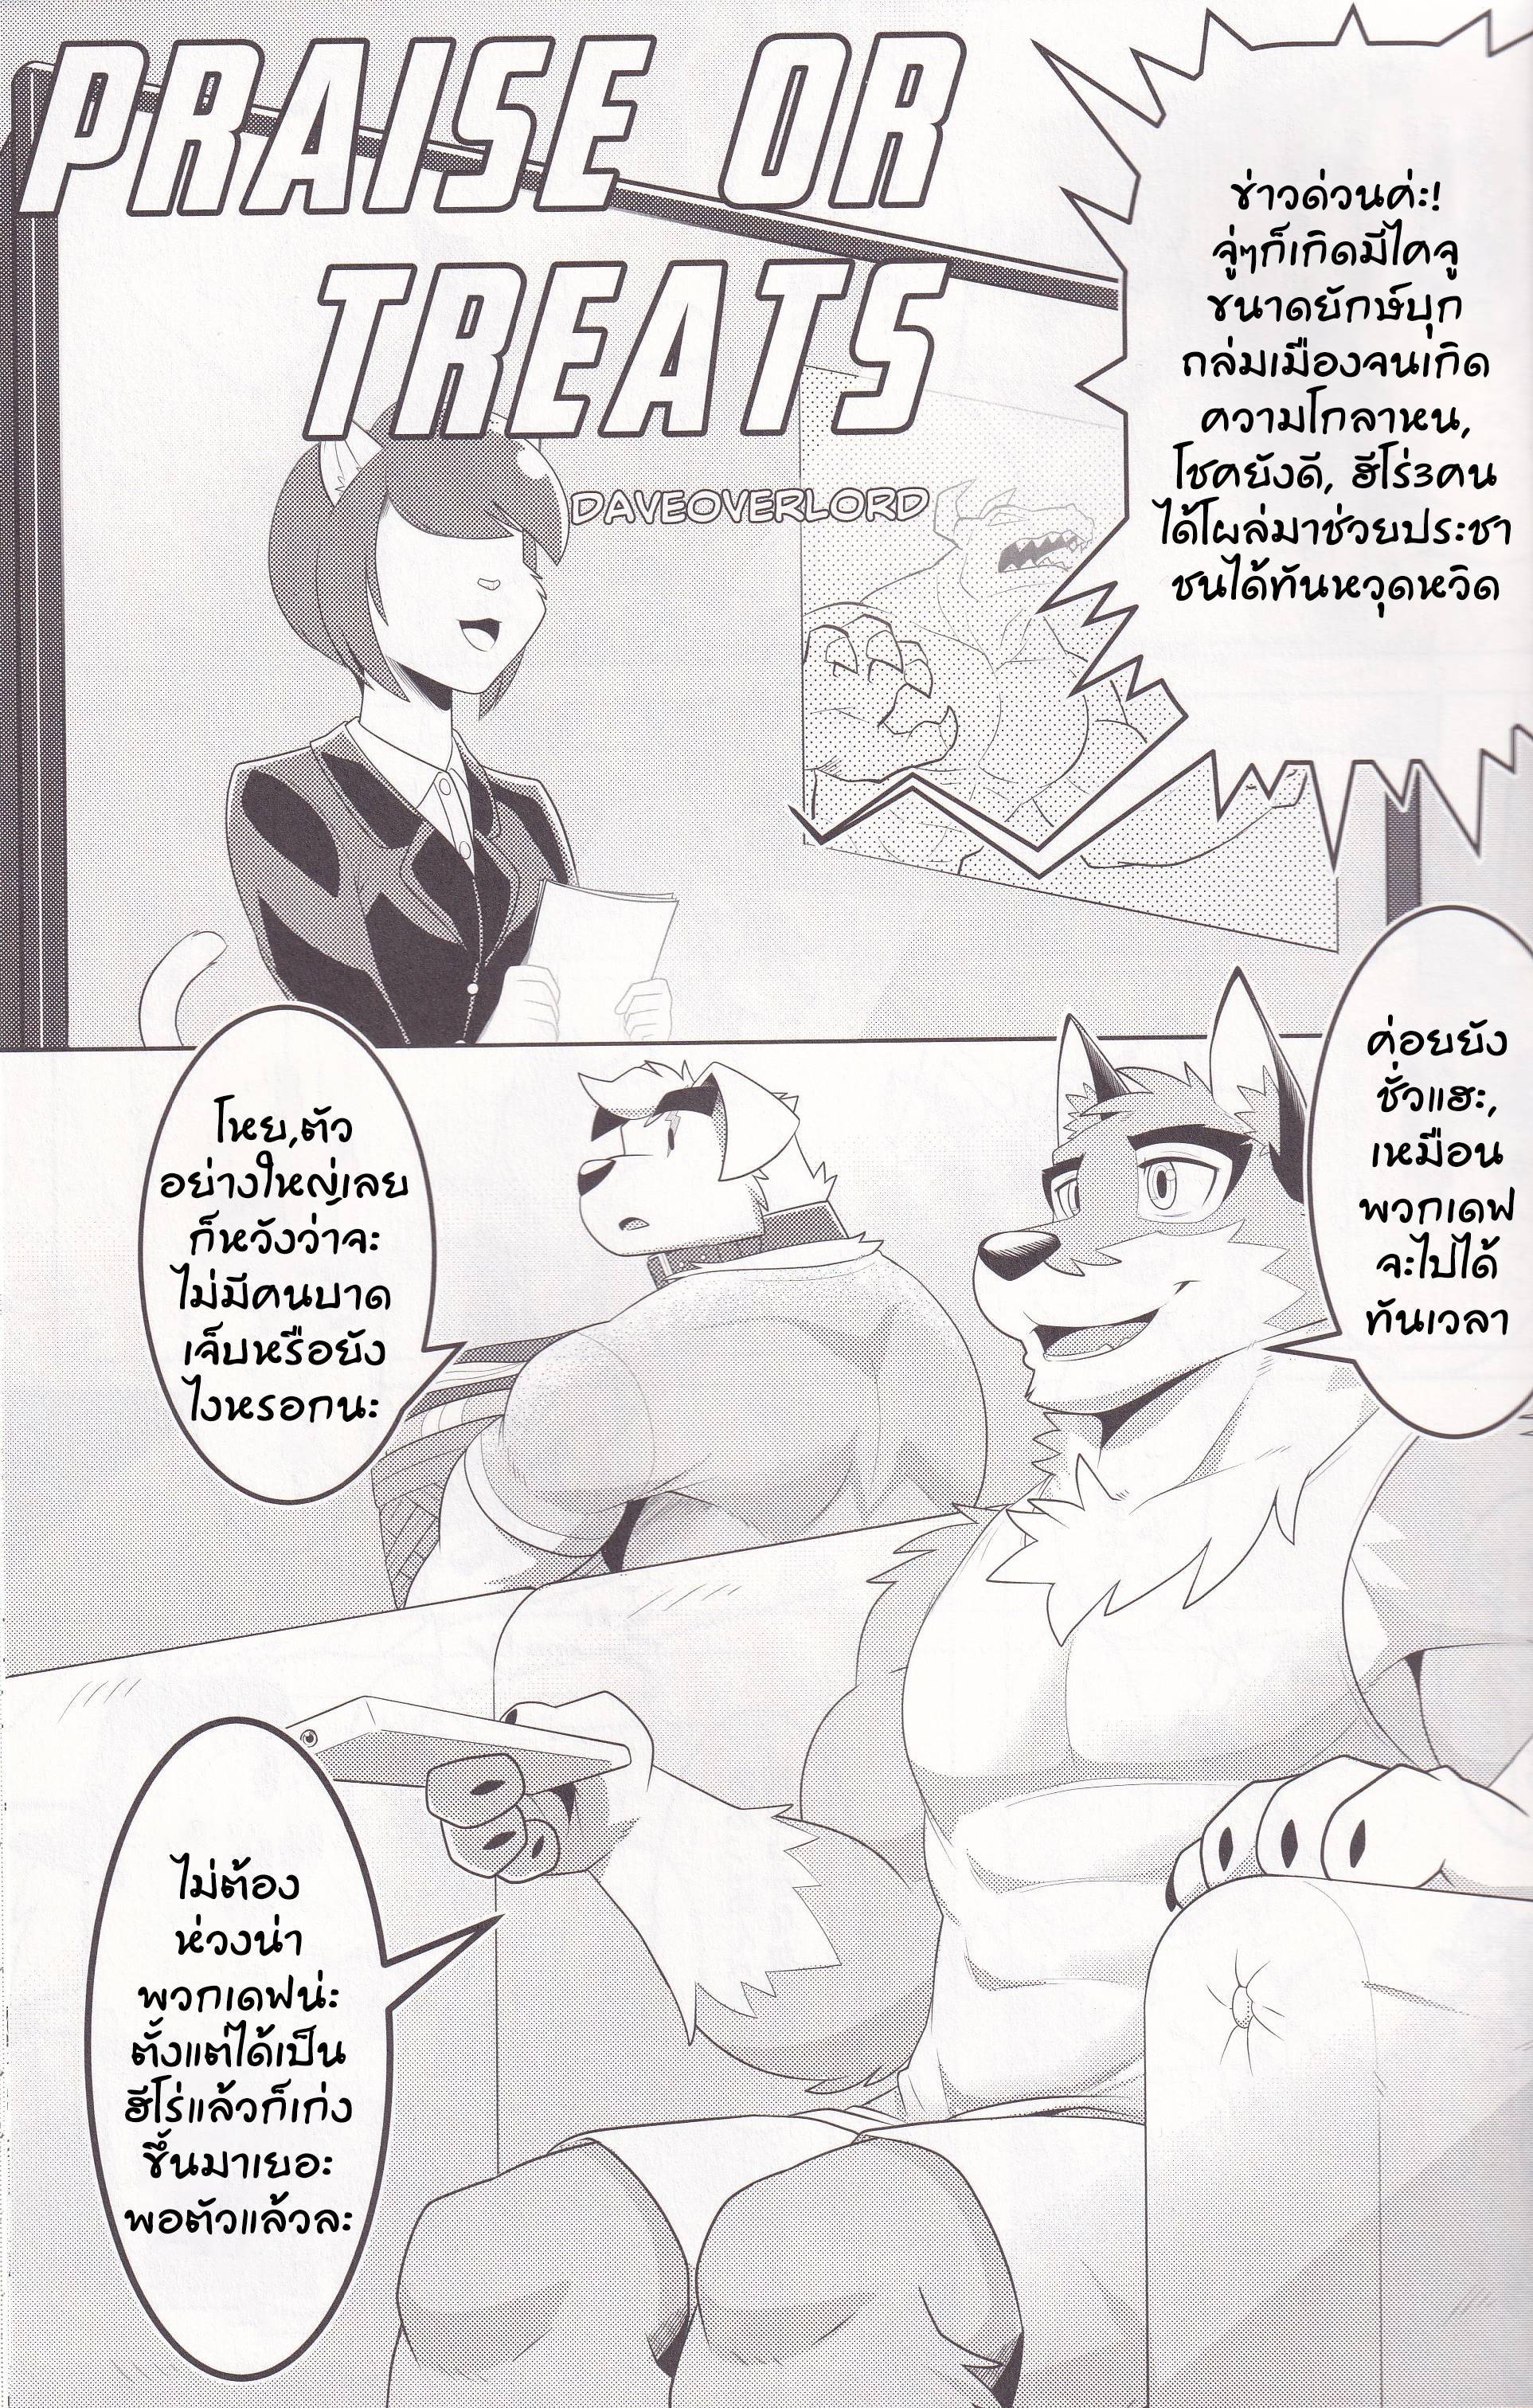 PRAISE OR
TREATS
DAVEOVERLORD
ข่าวด่วนค่ะ!
จู่ๆก็เกิดมีไคจู
ขนาดยักษ์บุก
ถล่มเมืองจนเกิด
ความโกลาหน,
โชคยังดี, ฮีโร่3คน
ได้โผล่มาช่วยประชา
ชนได้ทันหวุดหวิด
ค่อยยัง
ชั่วแฮะ,
เหมือน
พวกเดฟ
จะไปได้
ทันเวลา
โหย,ตัว
อย่างใหญ่เลย
ก็หวังว่าจะ
ไม่มีคนบาด
เจ็บหรือยัง
ไงหรอกนะ
ไม่ต้อง
ห่วงน่า
พวกเดฟน่ะ
ตั้งแต่ได้เป็น
ฮีโร่แล้วก็เก่ง
ขึ้นมาเยอะ
พอตัวแล้วละ